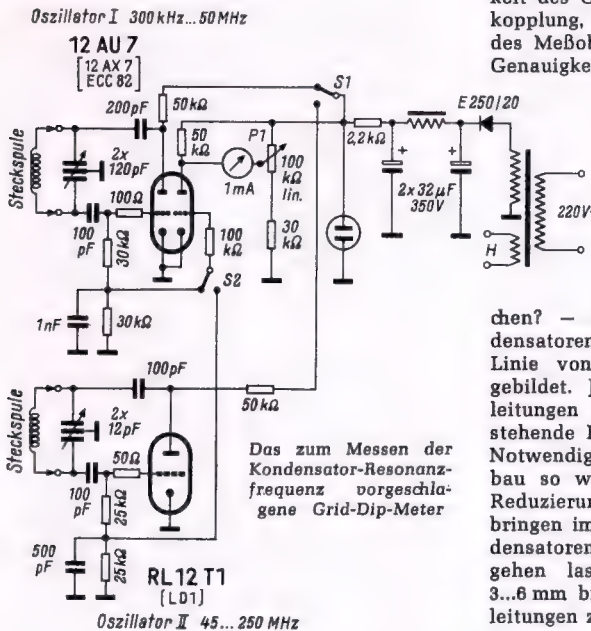 Oszillator I 300 kHz...50 MHz
12 AU 7
[12 AX 7
ECC 82]
200pF
50kΩ
S1
50
kΩ
P1
2,2kΩ
E 250/20
Steckspule
2x
120pF
100Ω
1mA
100
kΩ
lin.
2x32µF
350V
220V~
100
pF
30kΩ
100
kΩ
30
kΩ
H
S2
1nF
30kΩ
100pF
50kΩ
Steckspule
2x
12pF
50Ω
100
pF
25kΩ
500
pF
25kΩ
RL12 T1
(LD1)
Oszillator II 45...250 MHz
Das zum Messen der
Kondensator-Resonanz-
frequenz vorgeschla-
gene Grid-Dip-Meter
kopplung,
des Meßob
Genauigke
chen? —
densatoren
Linie von
gebildet.
leitungen
stehende
Notwendig
bau so w
Reduzierun
bringen im
densatoren
gehen las
3...6 mm b
leitungen z